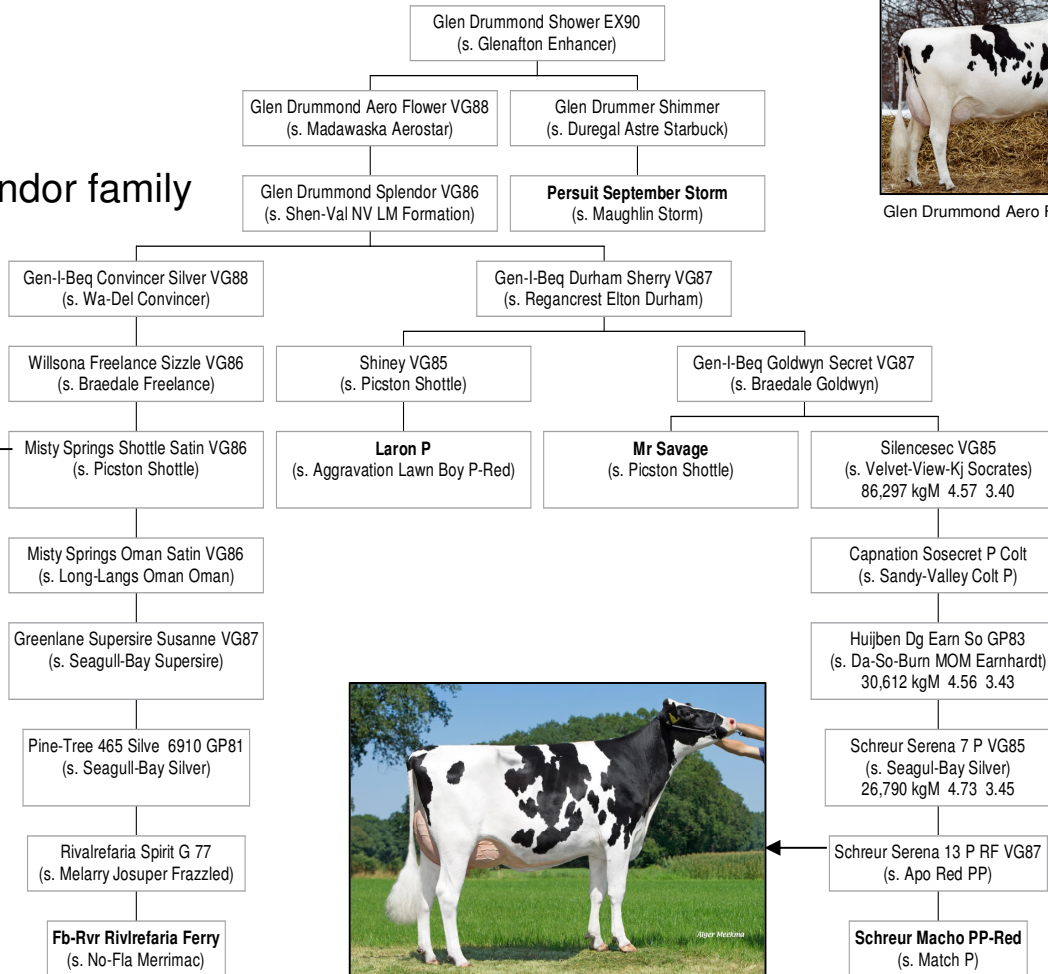 Glen Drummond Shower EX90
(s. Glenafton Enhancer)
Glen Drummond Aero Flower VG88
(s. Madawaska Aerostar)
Glen Drummer Shimmer
(s. Duregal Astre Starbuck)
ndor family
Glen Drummond Splendor VG86
(s. Shen-Val NV LM Formation)
Persuit September Storm
(s. Maughlin Storm)
Glen Drummond Aero F
Gen-I-Beq Convincer Silver VG88
(s. Wa-Del Convincer)
Gen-I-Beq Durham Sherry VG87
(s. Regancrest Elton Durham)
Willsona Freelance Sizzle VG86
(s. Braedale Freelance)
Shiney VG85
(s. Picston Shottle)
Gen-I-Beq Goldwyn Secret VG87
(s. Braedale Goldwyn)
Misty Springs Shottle Satin VG86
(s. Picston Shottle)
Laron P
(s. Aggravation Lawn Boy P-Red)
Mr Savage
(s. Picston Shottle)
Silencesec VG85
(s. Velvet-View-Kj Socrates)
86,297 kgM 4.57 3.40
Misty Springs Oman Satin VG86
(s. Long-Langs Oman Oman)
Capnation Sosecret P Colt
(s. Sandy-Valley Colt P)
Greenlane Supersire Susanne VG87
(s. Seagull-Bay Supersire)
Huijben Dg Earn So GP83
(s. Da-So-Burn MOM Earnhardt)
30,612 kgM 4.56 3.43
Pine-Tree 465 Silve 6910 GP81
(s. Seagull-Bay Silver)
Schreur Serena 7 P VG85
(s. Seagul-Bay Silver)
26,790 kgM 4.73 3.45
Rivalrefaria Spirit G 77
(s. Melarry Josuper Frazzled)
Schreur Serena 13 P RF VG87
(s. Apo Red PP)
Alger Meekma
Fb-Rvr Rivlrefaria Ferry
(s. No-Fla Merrimac)
Schreur Macho PP-Red
(s. Match P)